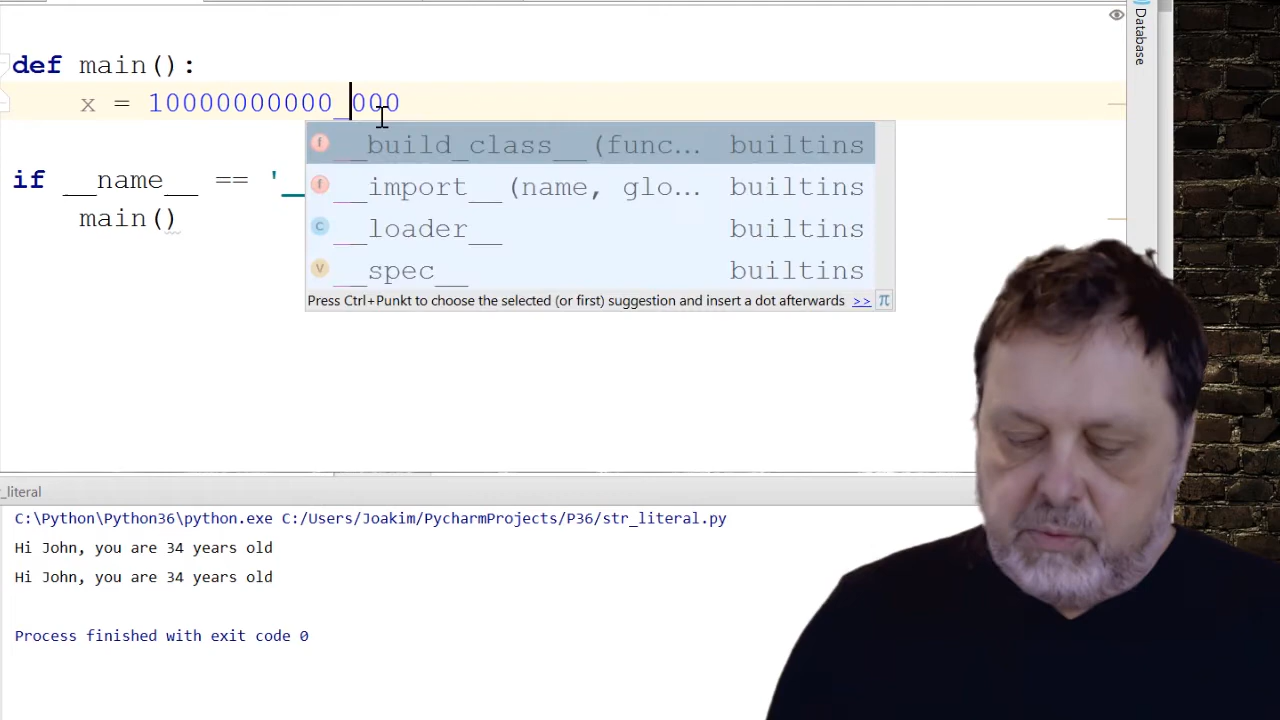 def main():
x = 10000000000_000
__build_class__(func... builtins
if __name__ == '__
__import__(name, glo... builtins
main()
__loader__ builtins
__spec__ builtins
Press Ctrl+Punkt to choose the selected (or first) suggestion and insert a dot afterwards >> π
Database
_literal
C:\Python\Python36\python.exe C:/Users/Joakim/PycharmProjects/P36/str_literal.py
Hi John, you are 34 years old
Hi John, you are 34 years old
Process finished with exit code 0